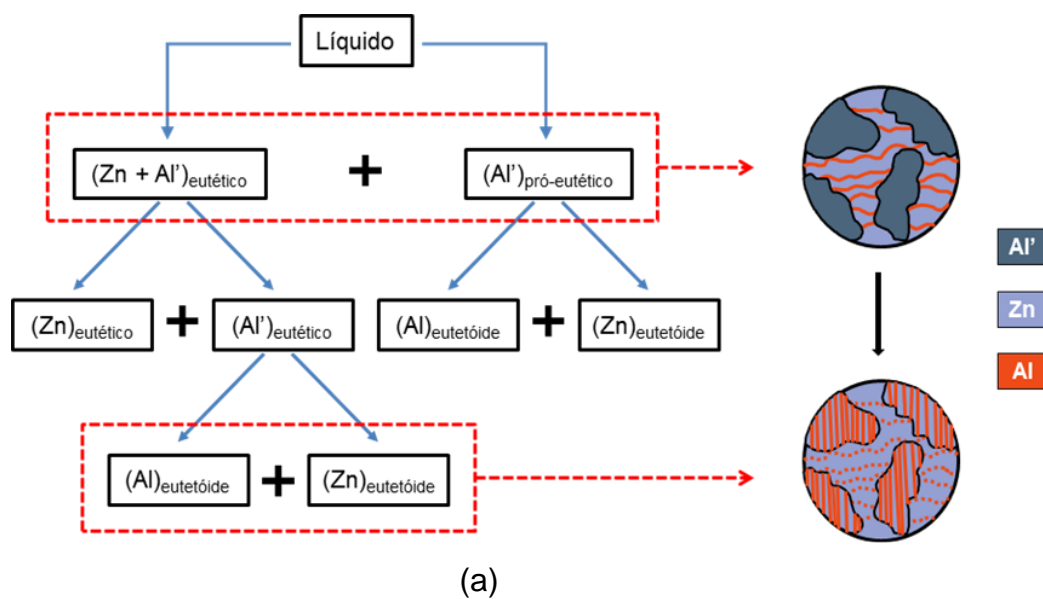 Líquido
(Zn + Al’)eutético + (Al’)pró-eutético
(Zn)eutético + (Al’)eutético (Al)eutetóide + (Zn)eutetóide
(Al)eutetóide + (Zn)eutetóide
Al’
Zn
Al
(a)